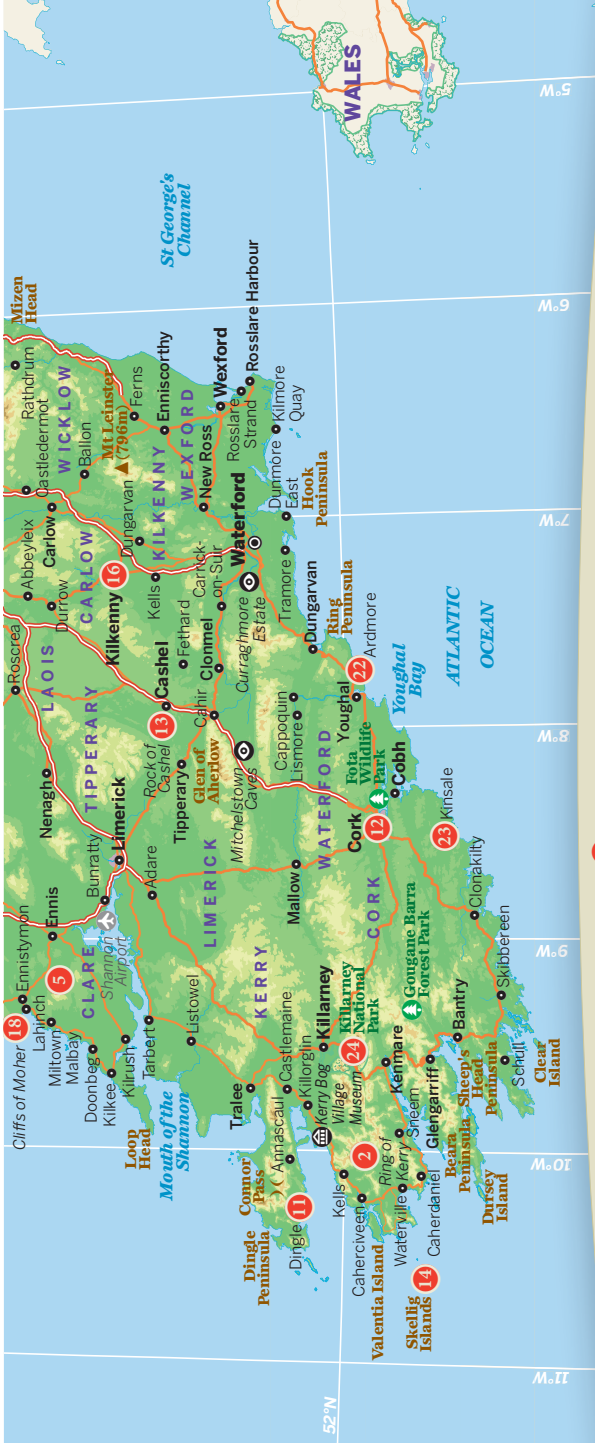 Cliffs of Moher
18
Lahinch
Ennistymon
5
Ennis
Miltown
Malbay
CLARE
Doonbeg
Kilkee
Kilrush
Tarbert
Loop
Head
Mouth of the
Shannon
Listowel
Shannon
Airport
Bunratty
Limerick
Adare
Nenagh
Roscrea
LAOIS
TIPPERARY
Abbeyleix
Durrow
CARLOW
Carlow
Castledermot
Rathdrum
WICKLOW
Mizen
Head
Ballon
Mt Leinster
(796m)
Ferns
Enniscorthy
Kilkenny
16
Dungarvan
KILKENNY
WEXFORD
Kells
New Ross
Wexford
Rosslare
Strand
Rosslare Harbour
Kilmore
Quay
St George's
Channel
WALES
13
Cashel
Rock of
Cashel
Fethard
Tipperary
Glen of
Aherlow
Cahir
Clonmel
Carrick-
on-Suir
Waterford
Curraghmore
Estate
Tramore
Dunmore
East
Hook
Peninsula
Mitchelstown
Caves
LIMERICK
KERRY
Cappoquin
Lismore
Dungarvan
Ring
Peninsula
WATERFORD
22
Ardmore
Youghal
Youghal
Bay
ATLANTIC
OCEAN
Mallow
Fota
Wildlife
Park
Cobh
Cork
12
CORK
23
Kinsale
Clonakilty
Skibbereen
Gougane Barra
Forest Park
Bantry
Tralee
Castlemaine
Killorglin
Killarney
Killarney
National
Park
24
Kerry Bog
Village
Museum
Kenmare
Annascaul
Connor
Pass
Dingle
Peninsula
Dingle
11
Kells
2
Ring of
Kerry
Sneem
Glengarriff
Sheep's
Head
Peninsula
Schull
Clear
Island
Beara
Peninsula
Dursey
Island
Caherciveen
Waterville
Caherdaniel
Valentia Island
Skellig
Islands
14
52°N
11°W
10°W
9°W
8°W
7°W
6°W
5°W